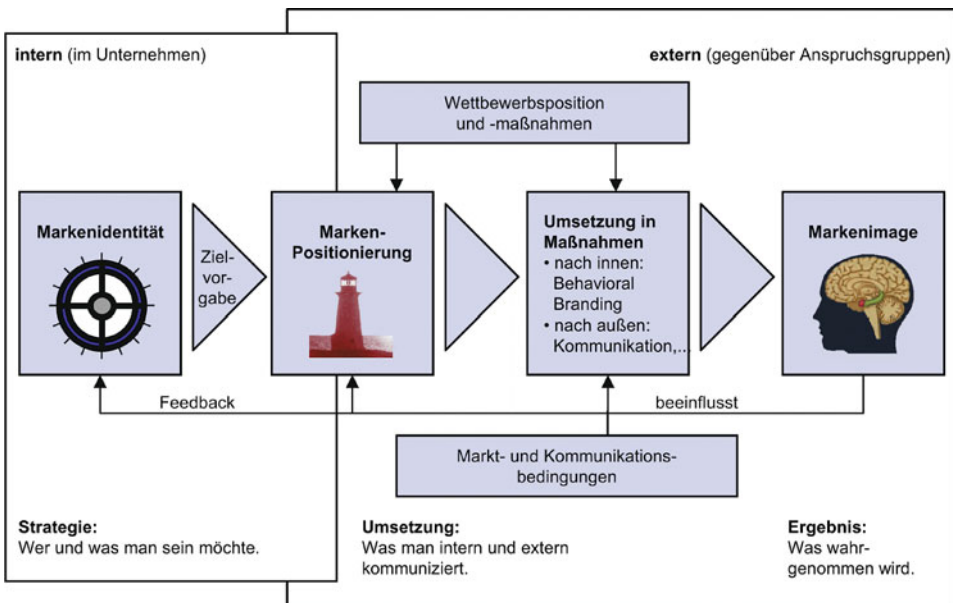 intern (im Unternehmen)
extern (gegenüber Anspruchsgruppen)
Wettbewerbsposition
und -maßnahmen
Markenidentität
Ziel-
vor-
gabe
Marken-
Positionierung
Umsetzung in
Maßnahmen
• nach innen:
Behavioral
Branding
• nach außen:
Kommunikation,...
Markenimage
Feedback
beeinflusst
Markt- und Kommunikations-
bedingungen
Strategie:
Wer und was man sein möchte.
Umsetzung:
Was man intern und extern
kommuniziert.
Ergebnis:
Was wahr-
genommen wird.